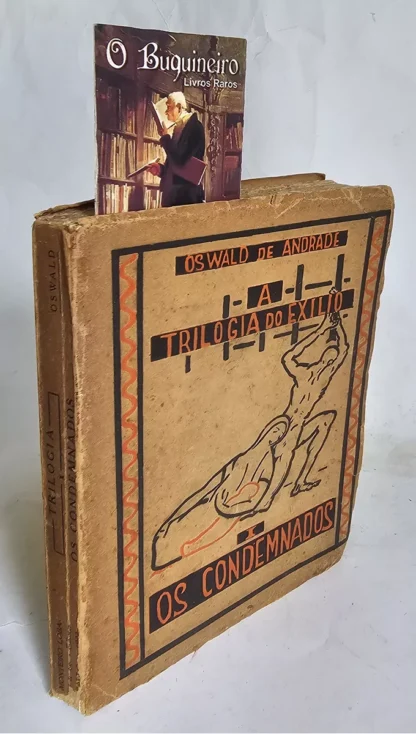 O Buquineiro
Livros Raros
OSWALD DE ANDRADE
A
TRILOGIA DO EXILIO
I
OS CONDEMNADOS
OSWALD
TRILOGIA
OS CONDEMNADOS